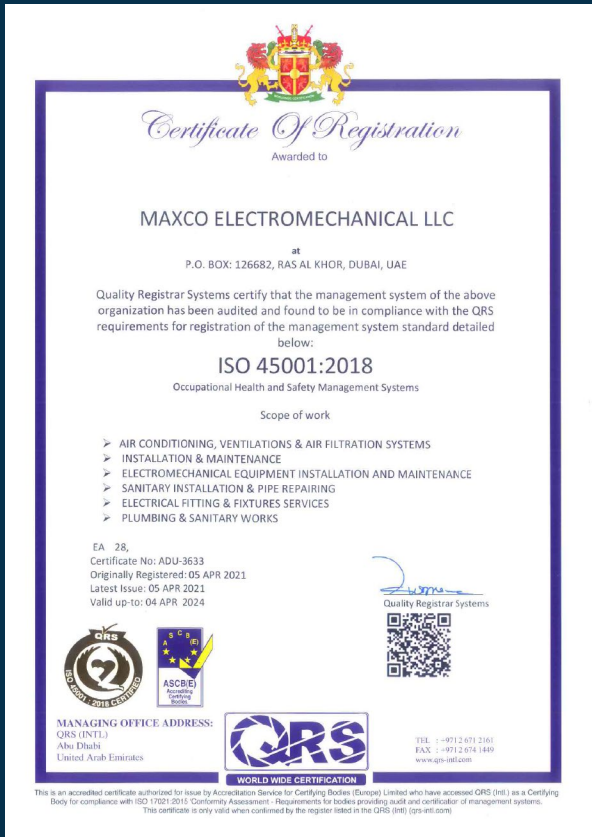 Certificate Of Registration
Awarded to
MAXCO ELECTROMECHANICAL LLC
at
P.O. BOX: 126682, RAS AL KHOR, DUBAI, UAE
Quality Registrar Systems certify that the management system of the above
organization has been audited and found to be in compliance with the QRS
requirements for registration of the management system standard detailed
below:
ISO 45001:2018
Occupational Health and Safety Management Systems
Scope of work
➢ AIR CONDITIONING, VENTILATIONS & AIR FILTRATION SYSTEMS
➢ INSTALLATION & MAINTENANCE
➢ ELECTROMECHANICAL EQUIPMENT INSTALLATION AND MAINTENANCE
➢ SANITARY INSTALLATION & PIPE REPAIRING
➢ ELECTRICAL FITTING & FIXTURES SERVICES
➢ PLUMBING & SANITARY WORKS
EA 28,
Certificate No: ADU-3633
Originally Registered: 05 APR 2021
Latest Issue: 05 APR 2021
Valid up-to: 04 APR 2024
Quality Registrar Systems
QRS
ISO 45001 : 2018 CERTIFIED
A S C B (E)
ASCB(E)
Accrediting
Certifying
Bodies
MANAGING OFFICE ADDRESS:
QRS (INTL)
Abu Dhabi
United Arab Emirates
QRS
WORLD WIDE CERTIFICATION
TEL : +971 2 671 2161
FAX : +971 2 674 1449
www.qrs-intl.com
This is an accredited certificate authorized for issue by Accreditation Service for Certifying Bodies (Europe) Limited who have accessed QRS (Intl.) as a Certifying
Body for compliance with ISO 17021:2015 'Conformity Assessment - Requirements for bodies providing audit and certification of management systems.
This certificate is only valid when confirmed by the register listed in the QRS (Intl) (qrs-intl.com)